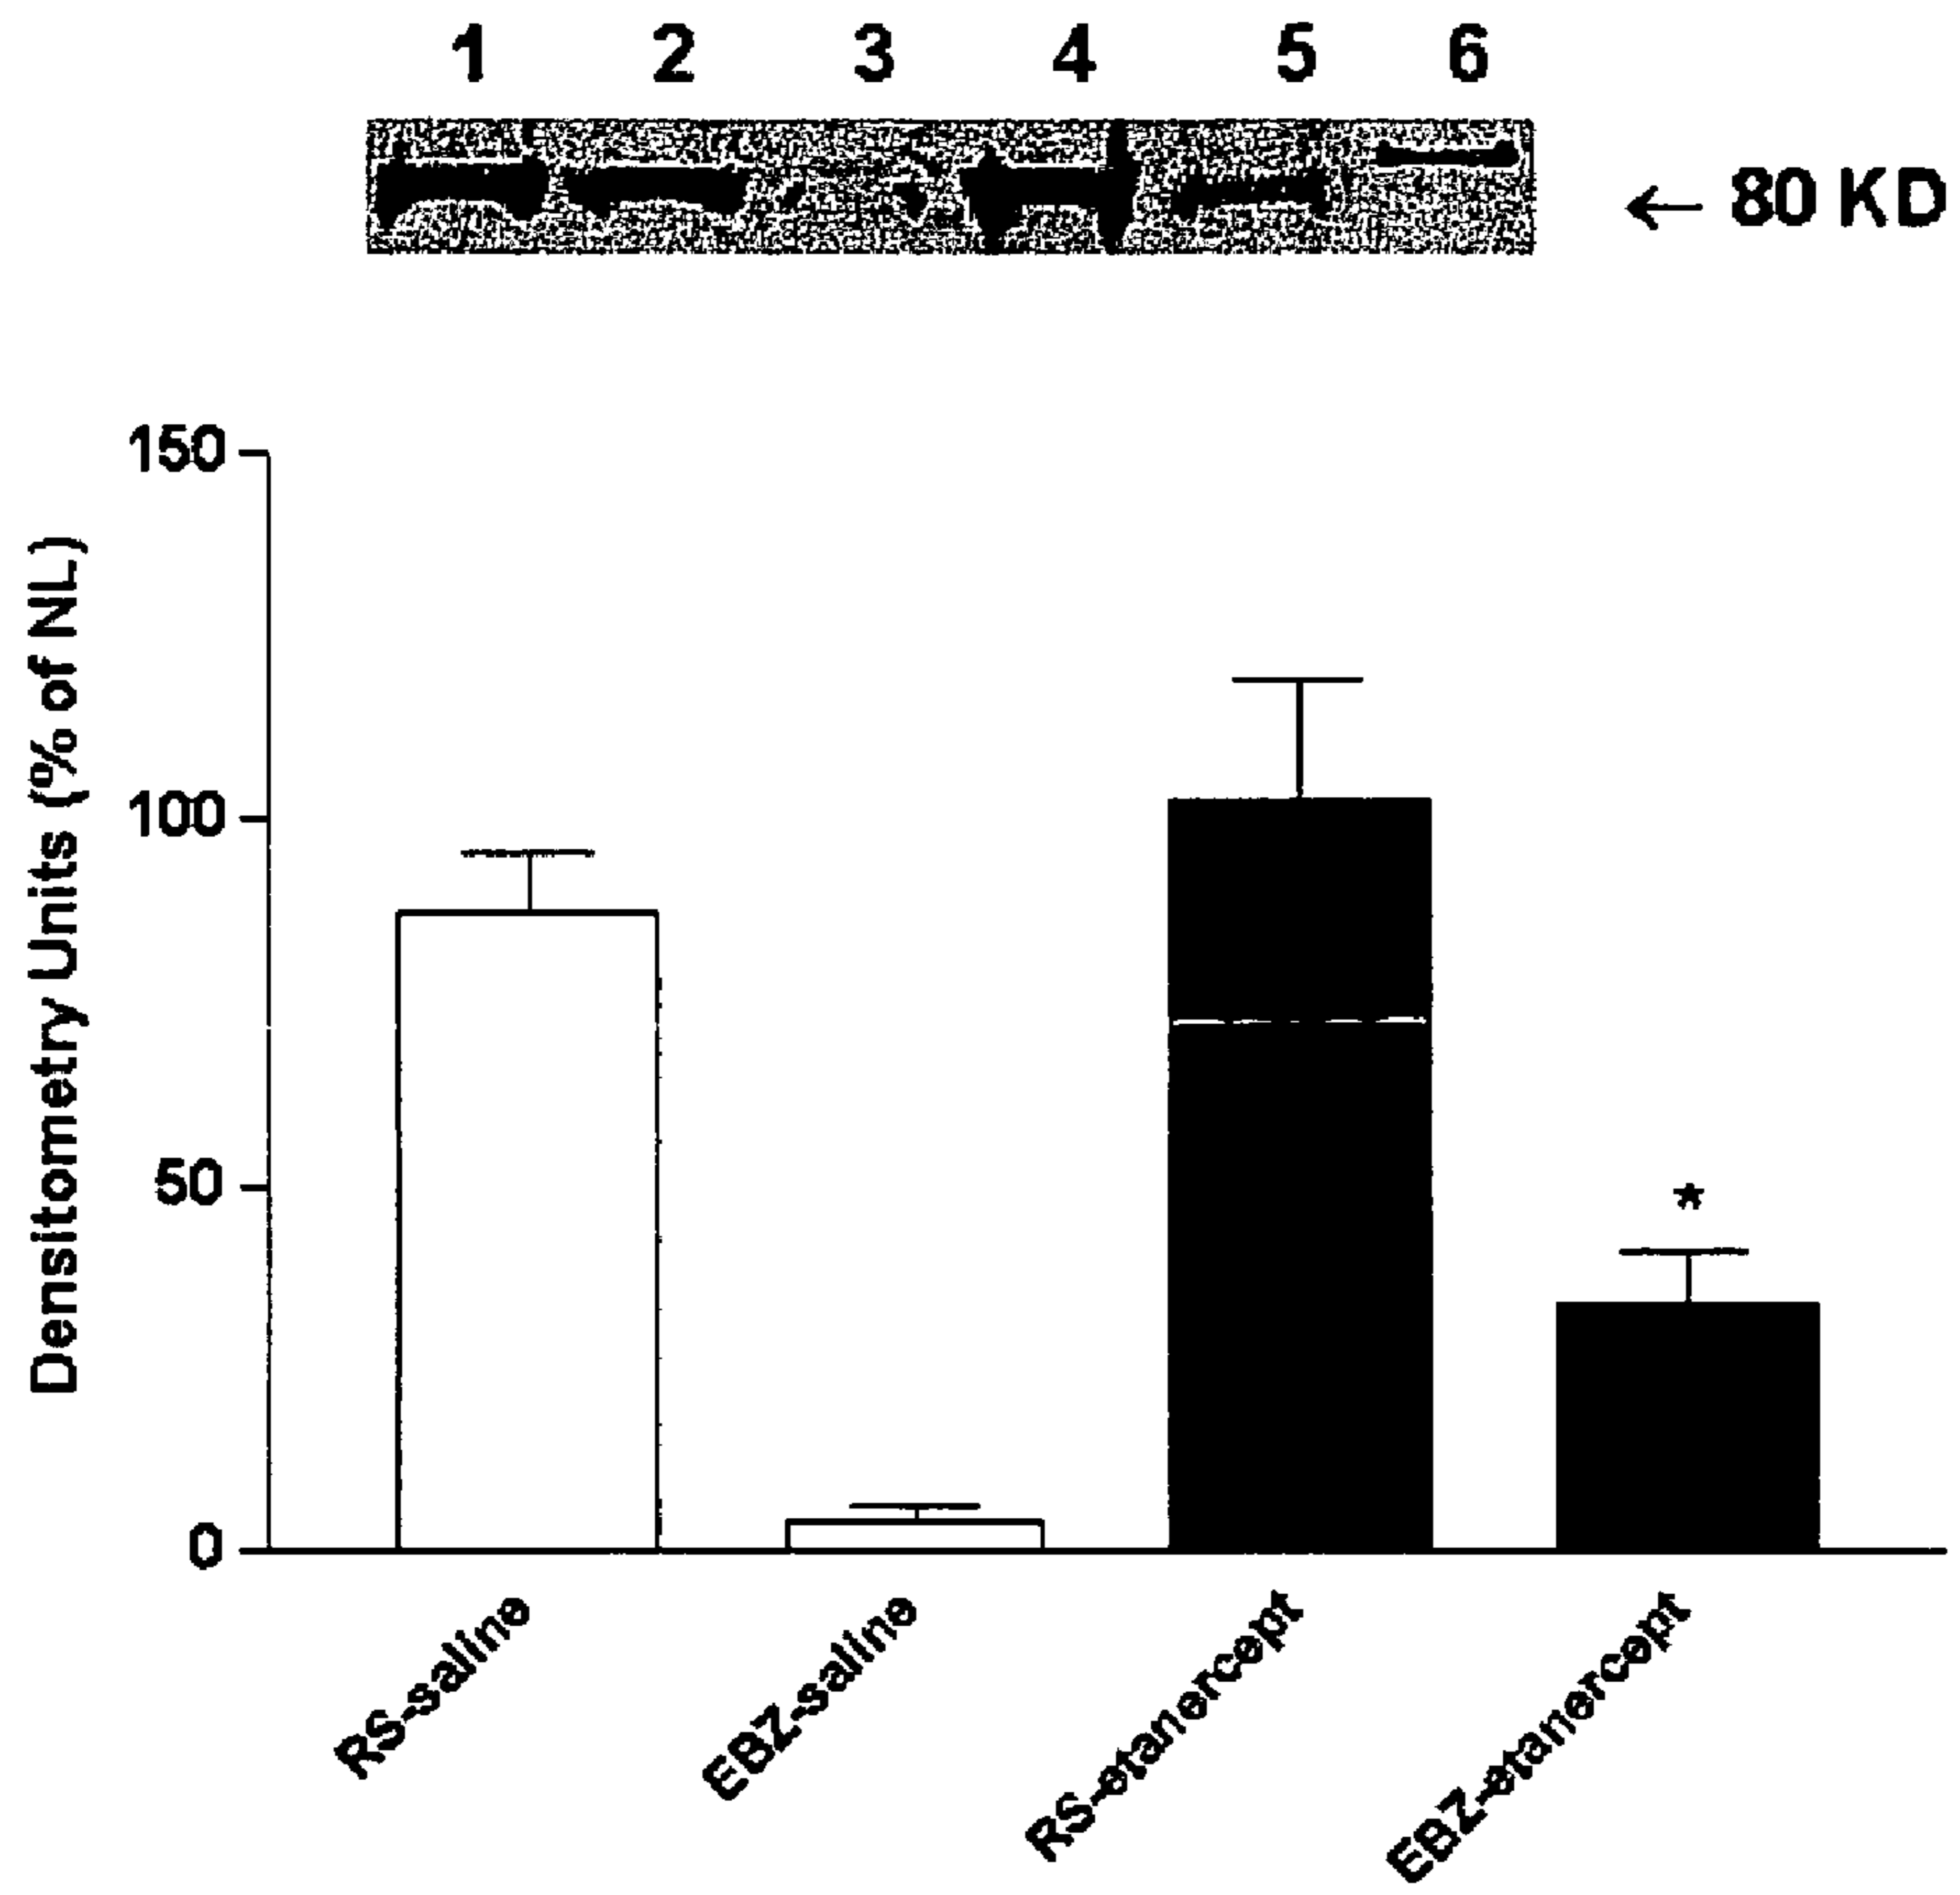 1 2 3 4 5 6
← 80 KD
Densitometry Units (% of NL)
150
100
50
0
*
RS-saline
EBZ-saline
RS-etanercept
EBZ-etanercept